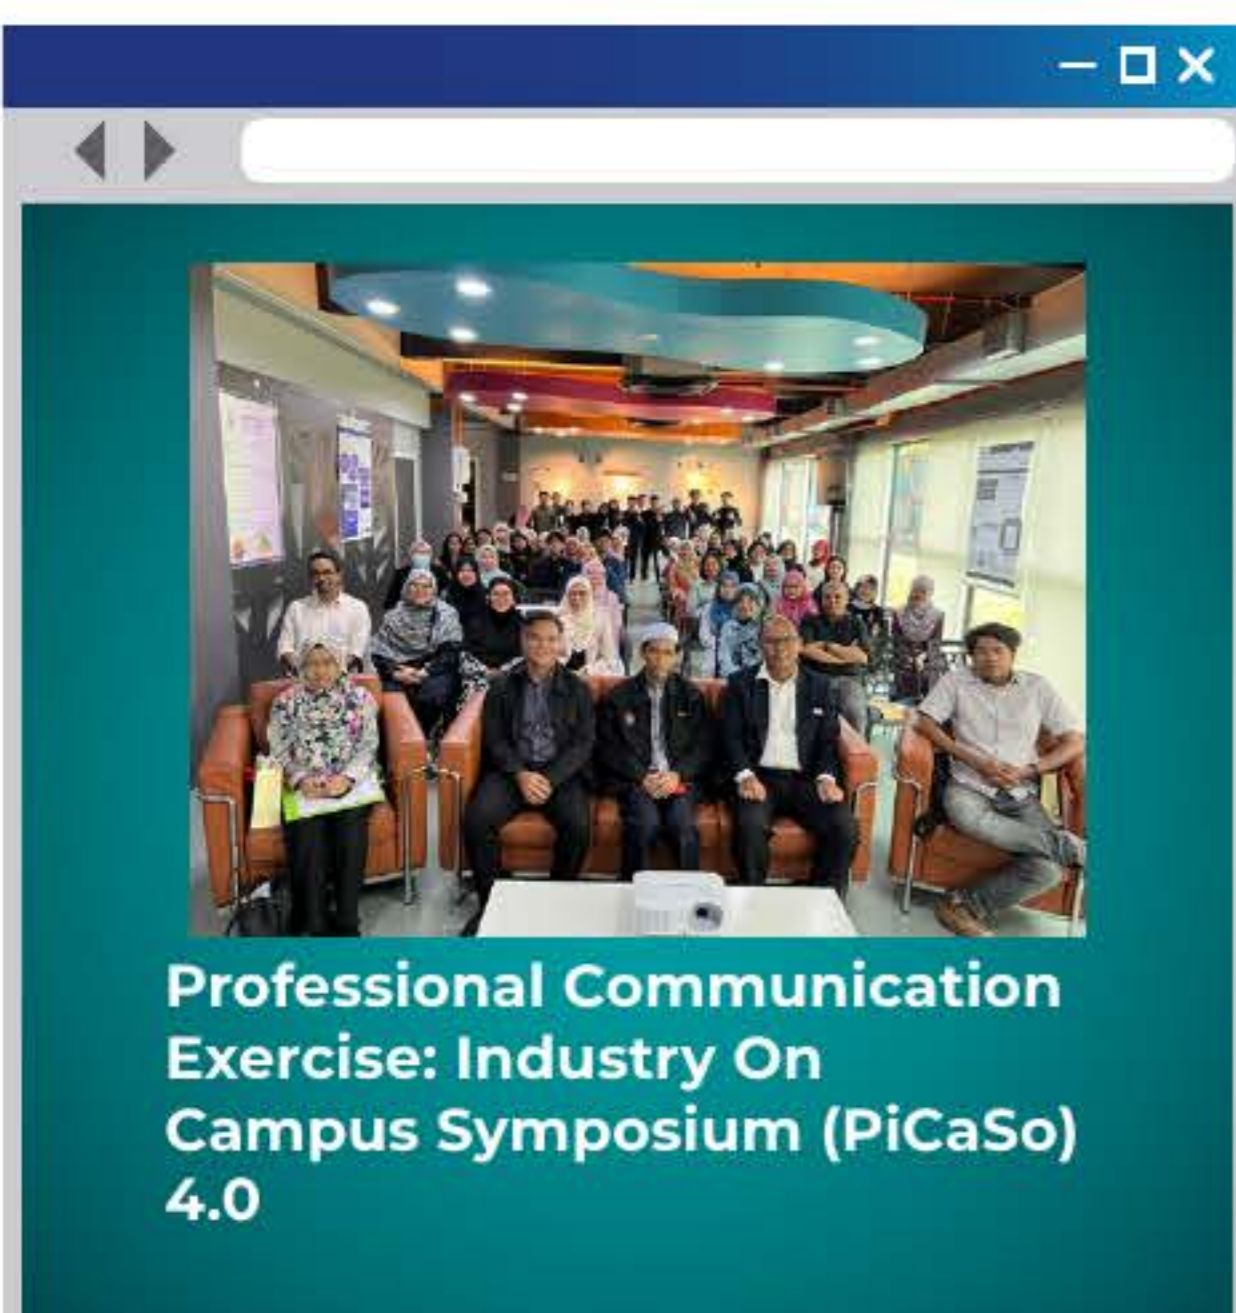 Professional Communication
Exercise: Industry On
Campus Symposium (PiCaSo)
4.0